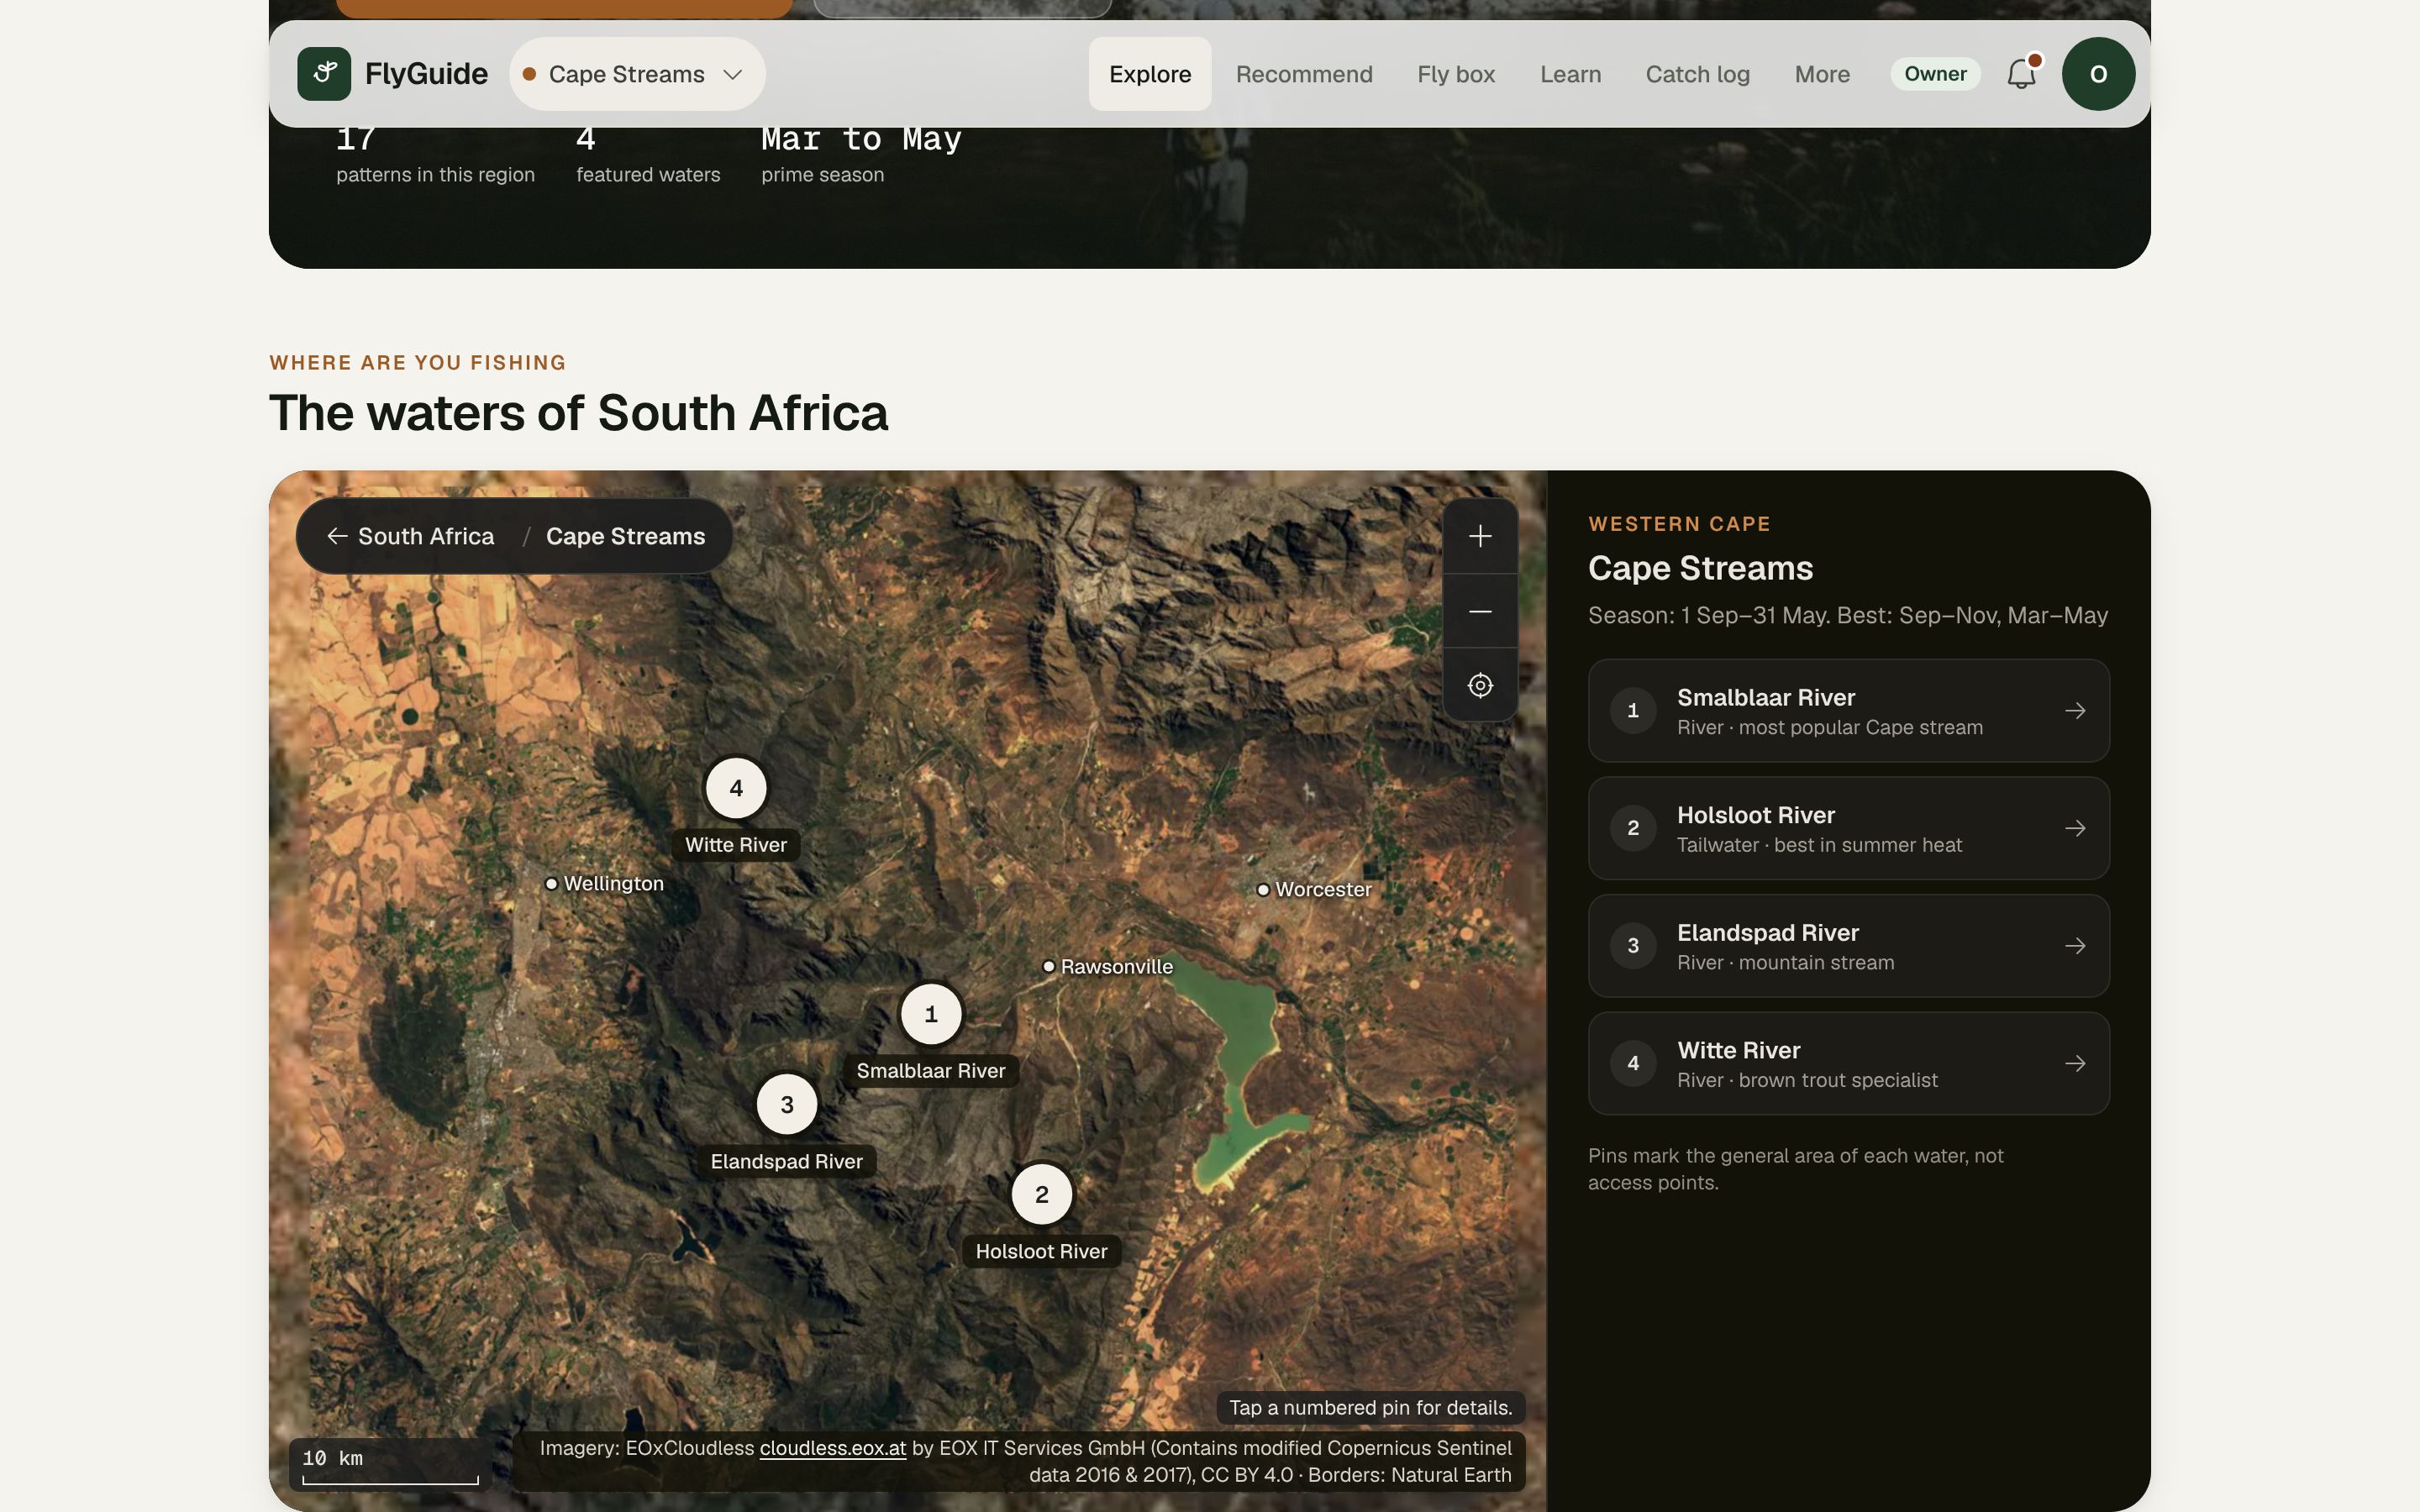 FlyGuide
Cape Streams
Explore
Recommend
Fly box
Learn
Catch log
More
Owner
O
17
patterns in this region
4
featured waters
Mar to May
prime season
WHERE ARE YOU FISHING
The waters of South Africa
← South Africa / Cape Streams
4
Witte River
Wellington
Worcester
Rawsonville
1
Smalblaar River
3
Elandspad River
2
Holsloot River
Tap a numbered pin for details.
10 km
Imagery: EOxCloudless cloudless.eox.at by EOX IT Services GmbH (Contains modified Copernicus Sentinel
data 2016 & 2017), CC BY 4.0 · Borders: Natural Earth
WESTERN CAPE
Cape Streams
Season: 1 Sep–31 May. Best: Sep–Nov, Mar–May
1
Smalblaar River
River · most popular Cape stream
2
Holsloot River
Tailwater · best in summer heat
3
Elandspad River
River · mountain stream
4
Witte River
River · brown trout specialist
Pins mark the general area of each water, not
access points.